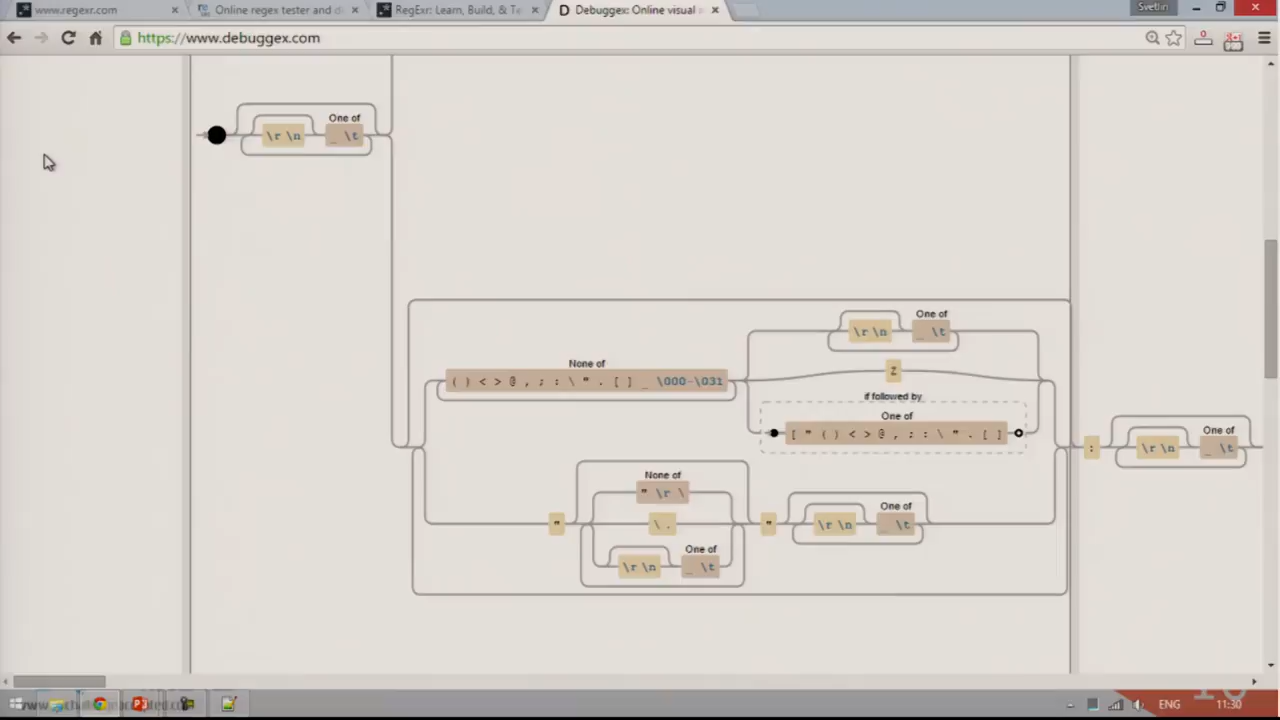 www.regexr.com
Online regex tester and d
RegExr: Learn, Build, & Te
Debuggex: Online visual
Svetlin
https://www.debuggex.com
One of
\r \n _ \t
One of
\r \n _ \t
None of
( ) < > @ , ; : \ " . [ ] _ \000-\031
Z
if followed by
One of
[ " ( ) < > @ , ; : \ " . [ ]
One of
: \r \n _ \t
None of
" \r \
" \ . "
One of
\r \n _ \t
One of
\r \n _ \t
ENG
11:30